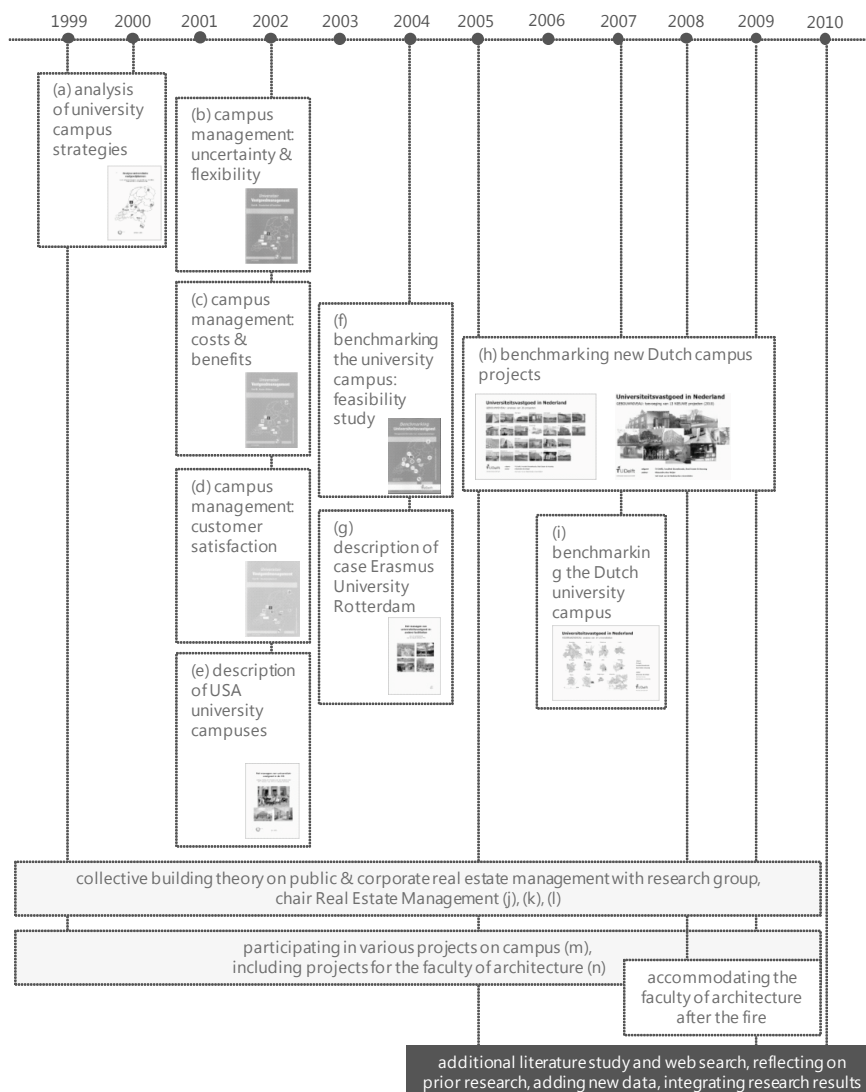 1999 2000 2001 2002 2003 2004 2005 2006 2007 2008 2009 2010
(a) analysis
of university
campus
strategies
(b) campus
management:
uncertainty &
flexibility
(c) campus
management:
costs &
benefits
(d) campus
management:
customer
satisfaction
(e) description
of USA
university
campuses
(f)
benchmarking
the university
campus:
feasibility
study
(g)
description of
case Erasmus
University
Rotterdam
(h) benchmarking new Dutch campus
projects
Universiteitsvastgoed in Nederland
Universiteitsvastgoed in Nederland
TUDelft
(i)
benchmarkin
g the Dutch
university
campus
Universiteitsvastgoed in Nederland
collective building theory on public & corporate real estate management with research group,
chair Real Estate Management (j), (k), (l)
participating in various projects on campus (m),
including projects for the faculty of architecture (n)
accommodating the
faculty of architecture
after the fire
additional literature study and web search, reflecting on
prior research, adding new data, integrating research results